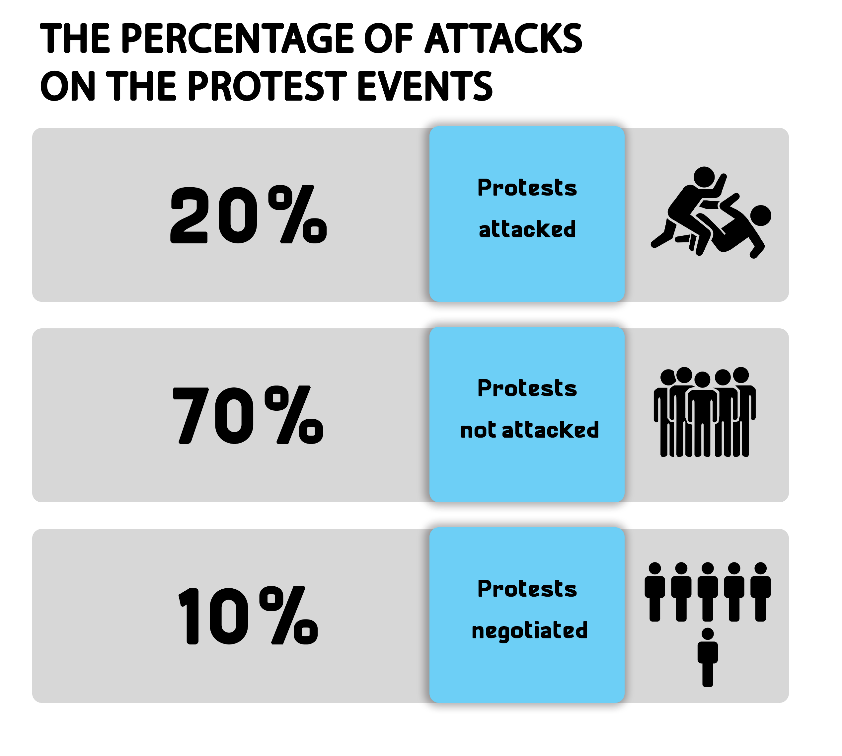 THE PERCENTAGE OF ATTACKS
ON THE PROTEST EVENTS
20%
Protests
attacked
70%
Protests
not attacked
10%
Protests
negotiated